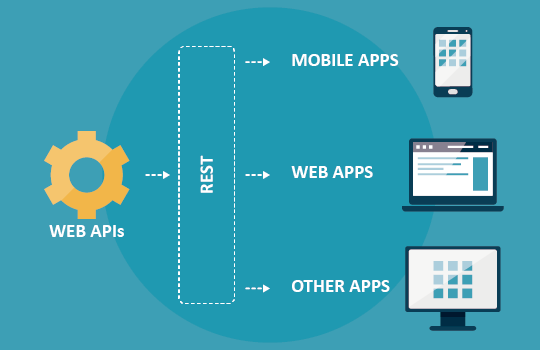 WEB APIs
REST
MOBILE APPS
WEB APPS
OTHER APPS